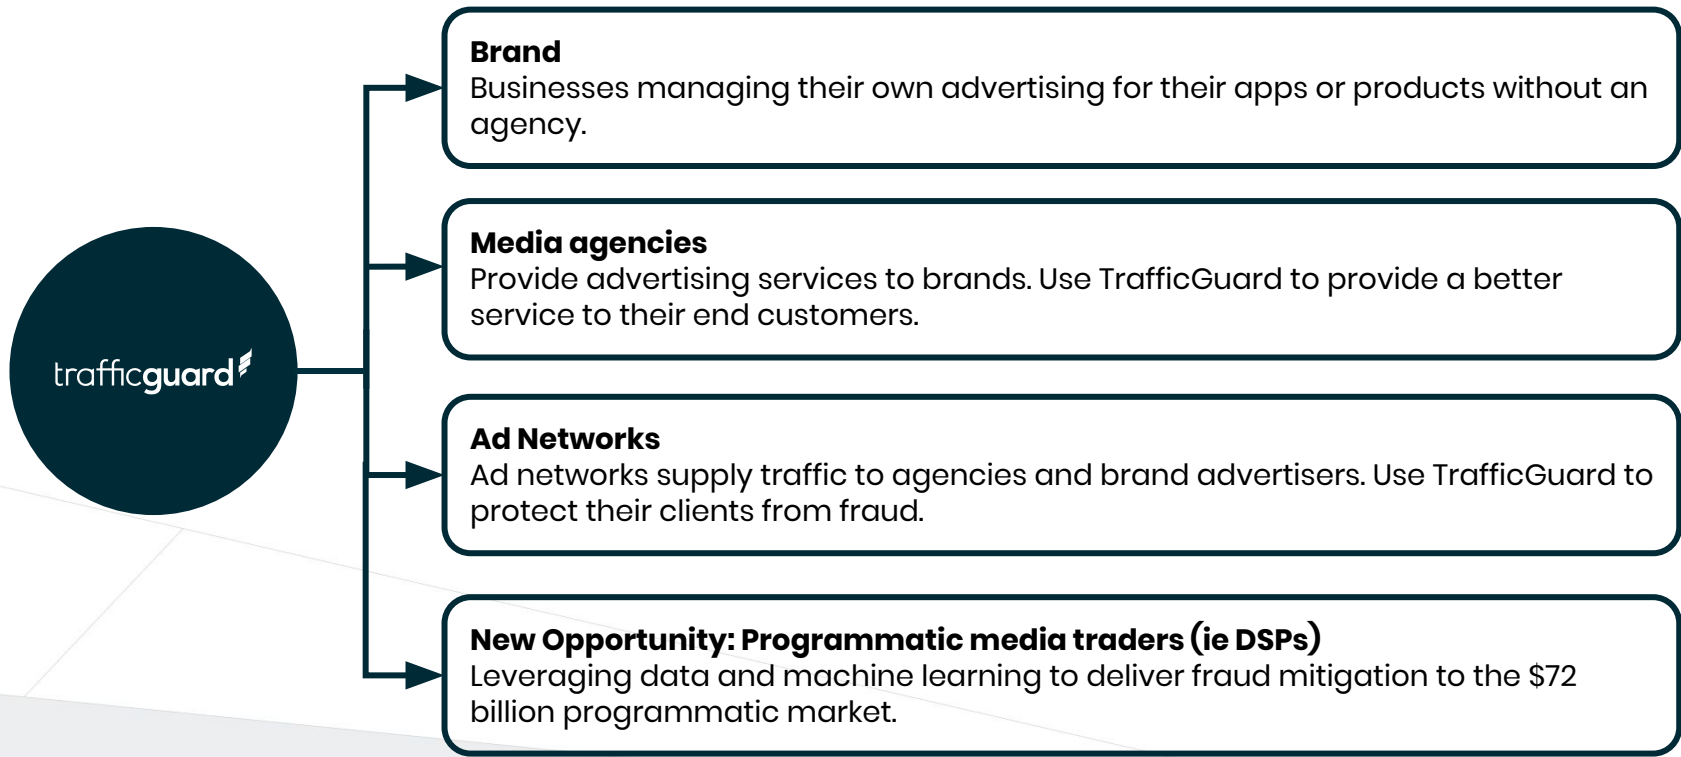 Brand
Businesses managing their own advertising for their apps or products without an
agency.
Media agencies
Provide advertising services to brands. Use TrafficGuard to provide a better
service to their end customers.
trafficguard
Ad Networks
Ad networks supply traffic to agencies and brand advertisers. Use TrafficGuard to
protect their clients from fraud.
New Opportunity: Programmatic media traders (ie DSPs)
Leveraging data and machine learning to deliver fraud mitigation to the $72
billion programmatic market.